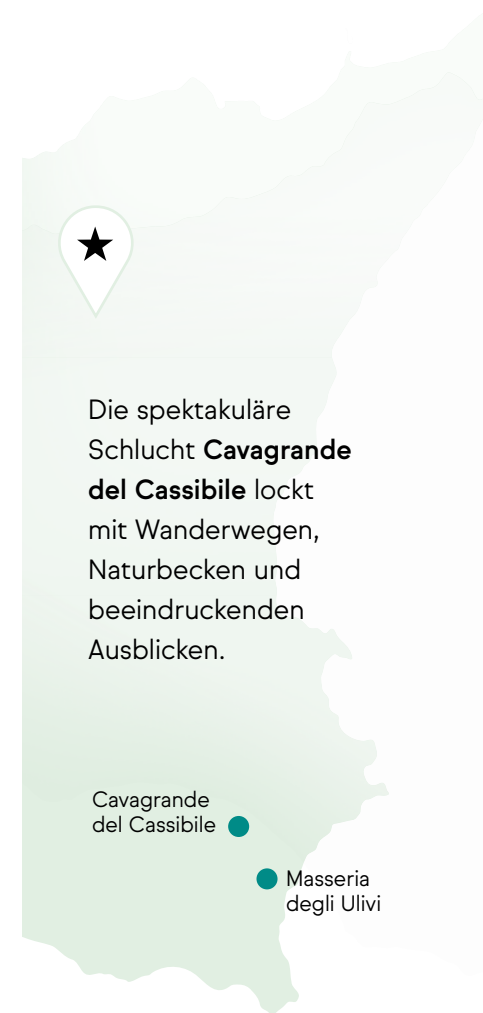 Die spektakuläre
Schlucht Cavagrande
del Cassibile lockt
mit Wanderwegen,
Naturbecken und
beeindruckenden
Ausblicken.
Cavagrande
del Cassibile
Masseria
degli Ulivi